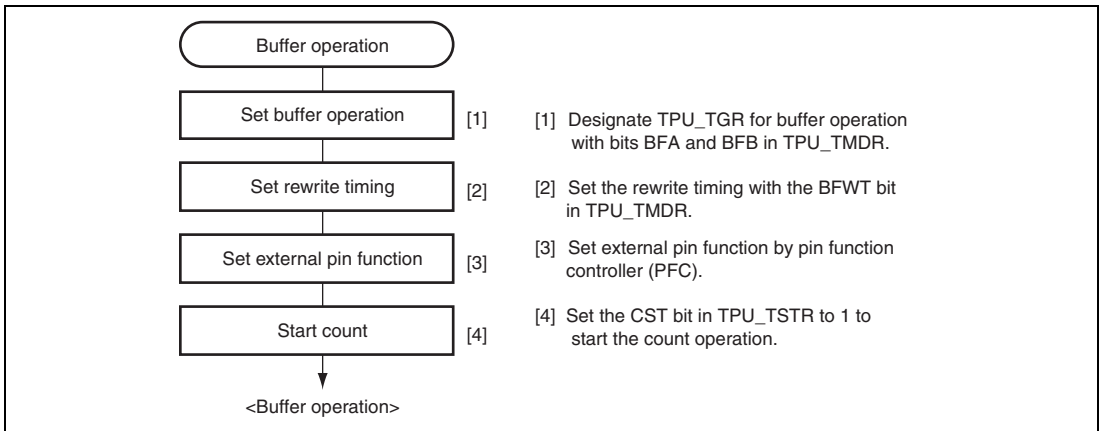 Buffer operation
Set buffer operation [1]
[1] Designate TPU_TGR for buffer operation
with bits BFA and BFB in TPU_TMDR.
Set rewrite timing [2]
[2] Set the rewrite timing with the BFWT bit
in TPU_TMDR.
Set external pin function [3]
[3] Set external pin function by pin function
controller (PFC).
Start count [4]
[4] Set the CST bit in TPU_TSTR to 1 to
start the count operation.
<Buffer operation>